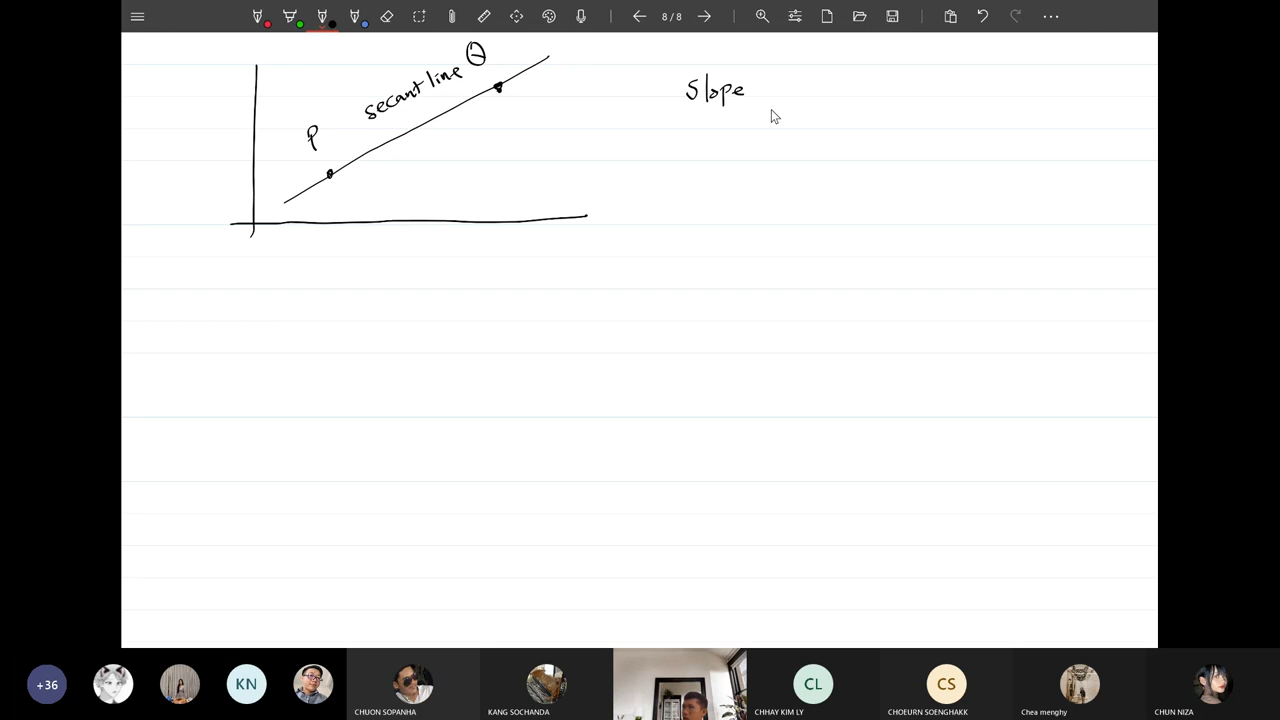 8/8
secant line Q
P
Slope
+36
KN
CL
CS
CHUON SOPANHA
KANG SOCHANDA
CHHAY KIM LY
CHOEURN SOENGHAKK
Chea menghy
CHUN NIZA